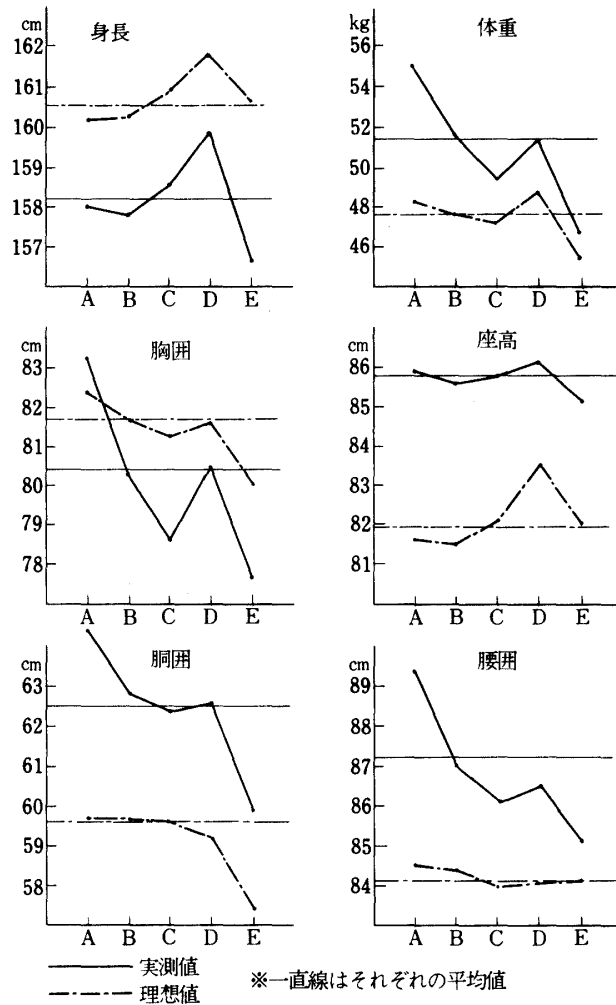 cm 身長
162
161
160
159
158
157
A B C D E
kg 体重
56
54
52
50
48
46
A B C D E
cm 胸囲
83
82
81
80
79
78
A B C D E
cm 座高
86
85
84
83
82
81
A B C D E
cm 胴囲
63
62
61
60
59
58
A B C D E
cm 腰囲
89
88
87
86
85
84
A B C D E
実測値
理想値
※一直線はそれぞれの平均値